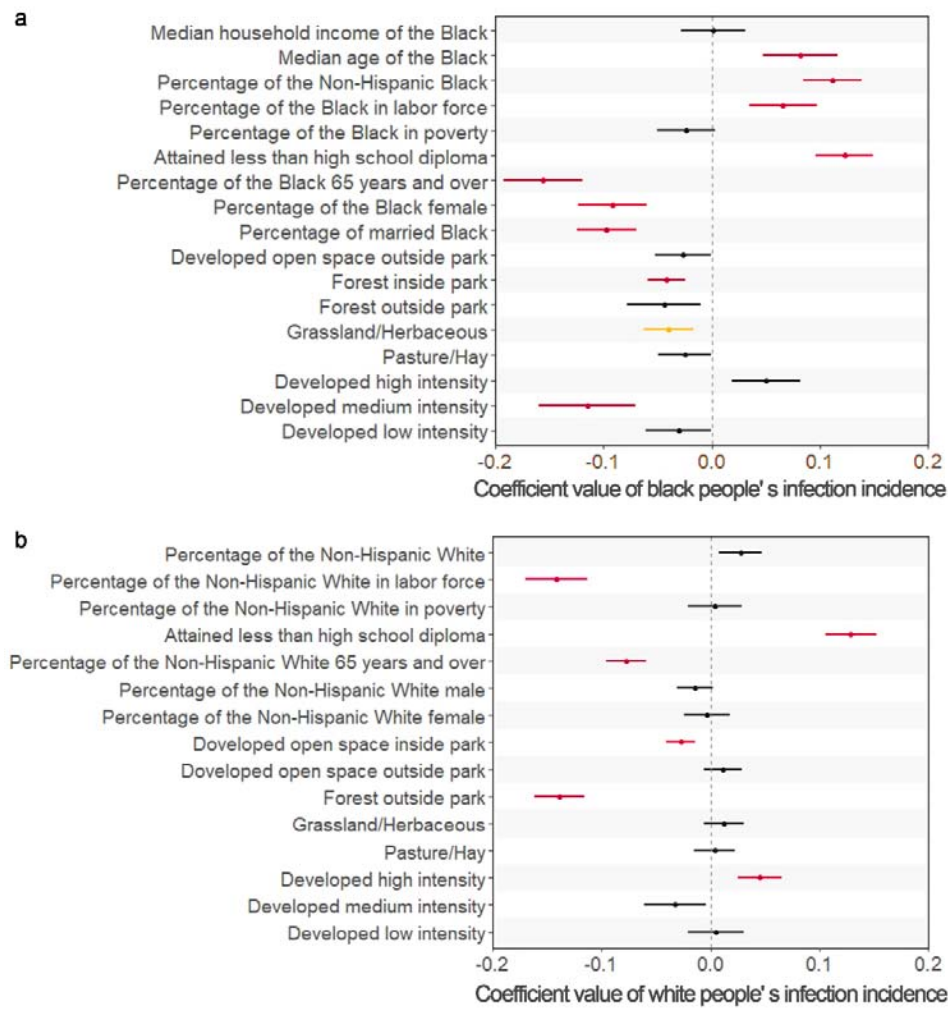 a
Median household income of the Black
Median age of the Black
Percentage of the Non-Hispanic Black
Percentage of the Black in labor force
Percentage of the Black in poverty
Attained less than high school diploma
Percentage of the Black 65 years and over
Percentage of the Black female
Percentage of married Black
Developed open space outside park
Forest inside park
Forest outside park
Grassland/Herbaceous
Pasture/Hay
Developed high intensity
Developed medium intensity
Developed low intensity
-0.2 -0.1 0.0 0.1 0.2
Coefficient value of black people's infection incidence
b
Percentage of the Non-Hispanic White
Percentage of the Non-Hispanic White in labor force
Percentage of the Non-Hispanic White in poverty
Attained less than high school diploma
Percentage of the Non-Hispanic White 65 years and over
Percentage of the Non-Hispanic White male
Percentage of the Non-Hispanic White female
Doveloped open space inside park
Doveloped open space outside park
Forest outside park
Grassland/Herbaceous
Pasture/Hay
Developed high intensity
Developed medium intensity
Developed low intensity
-0.2 -0.1 0.0 0.1 0.2
Coefficient value of white people's infection incidence